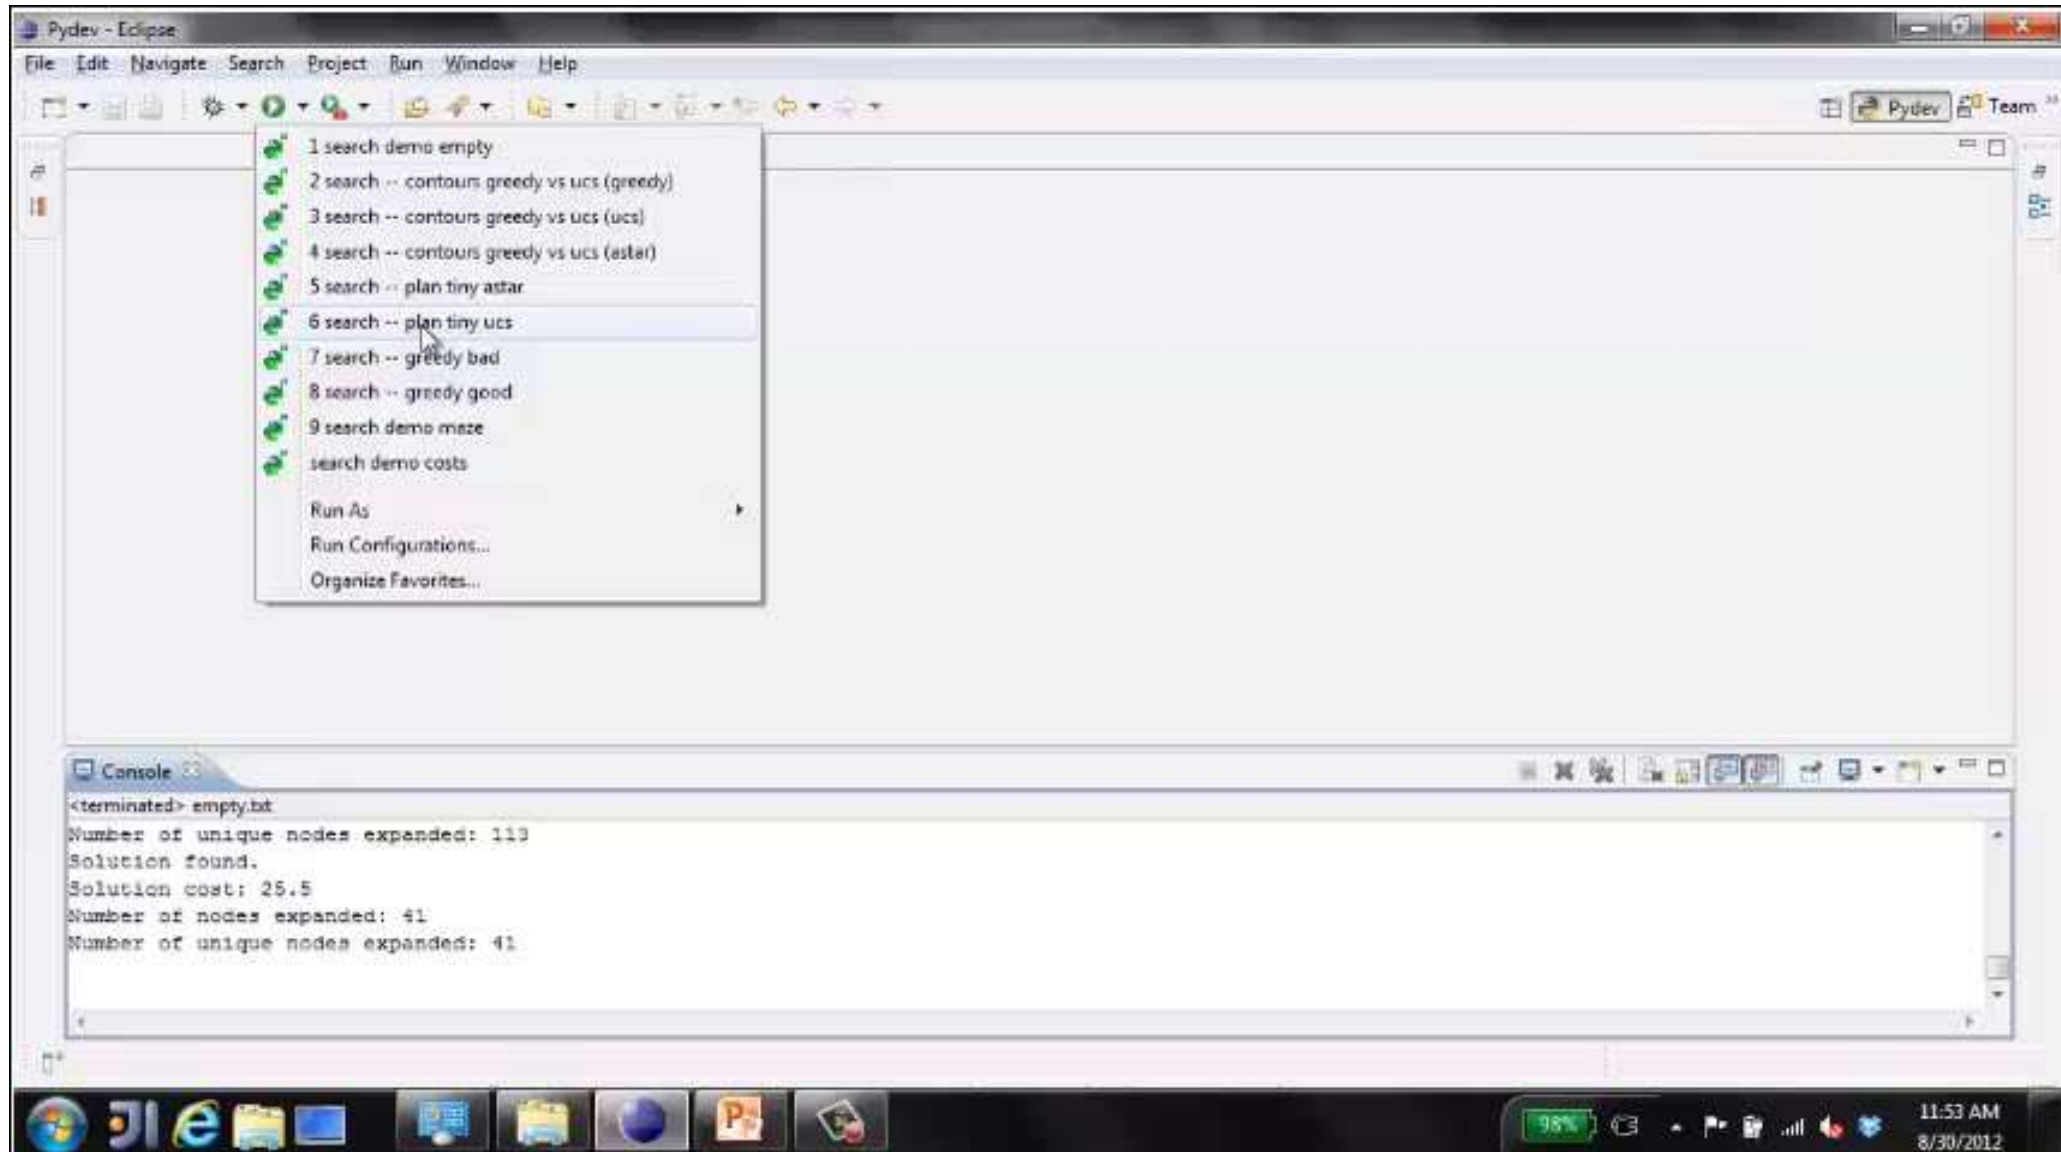 Pydev - Eclipse
File Edit Navigate Search Project Run Window Help
Pydev Team
1 search demo empty
2 search -- contours greedy vs ucs (greedy)
3 search -- contours greedy vs ucs (ucs)
4 search -- contours greedy vs ucs (astar)
5 search -- plan tiny astar
6 search -- plan tiny ucs
7 search -- greedy bad
8 search -- greedy good
9 search demo maze
search demo costs
Run As
Run Configurations...
Organize Favorites...
Console
<terminated> empty.txt
Number of unique nodes expanded: 113
Solution found.
Solution cost: 25.5
Number of nodes expanded: 41
Number of unique nodes expanded: 41
98%
11:53 AM
8/30/2012